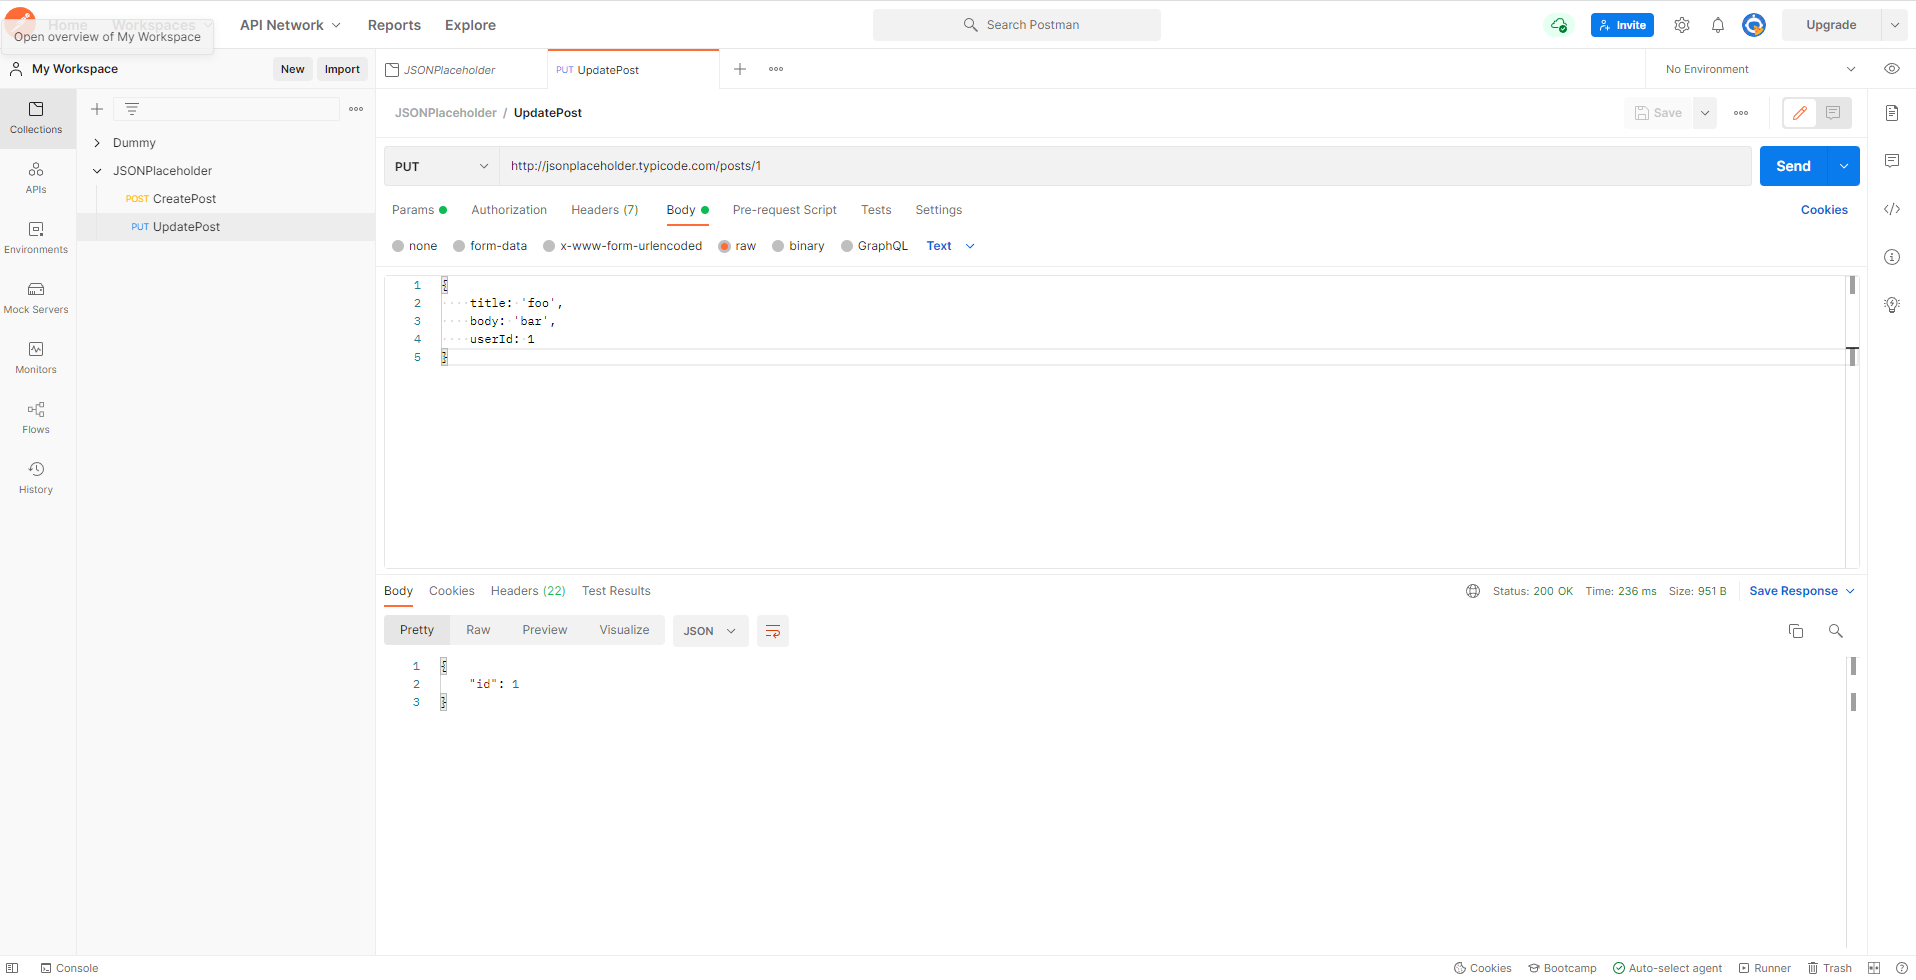 Home Workspaces API Network Reports Explore Search Postman Invite Upgrade
Open overview of My Workspace
My Workspace New Import JSONPlaceholder PUT UpdatePost No Environment
JSONPlaceholder / UpdatePost Save
Collections
APIs
Environments
Mock Servers
Monitors
Flows
History
Dummy
JSONPlaceholder
POST CreatePost
PUT UpdatePost
PUT http://jsonplaceholder.typicode.com/posts/1 Send
Params Authorization Headers (7) Body Pre-request Script Tests Settings Cookies
none form-data x-www-form-urlencoded raw binary GraphQL Text
1 {
2 title: 'foo',
3 body: 'bar',
4 userId: 1
5 }
Body Cookies Headers (22) Test Results Status: 200 OK Time: 236 ms Size: 951 B Save Response
Pretty Raw Preview Visualize JSON
1 {
2 "id": 1
3 }
Console Cookies Bootcamp Auto-select agent Runner Trash